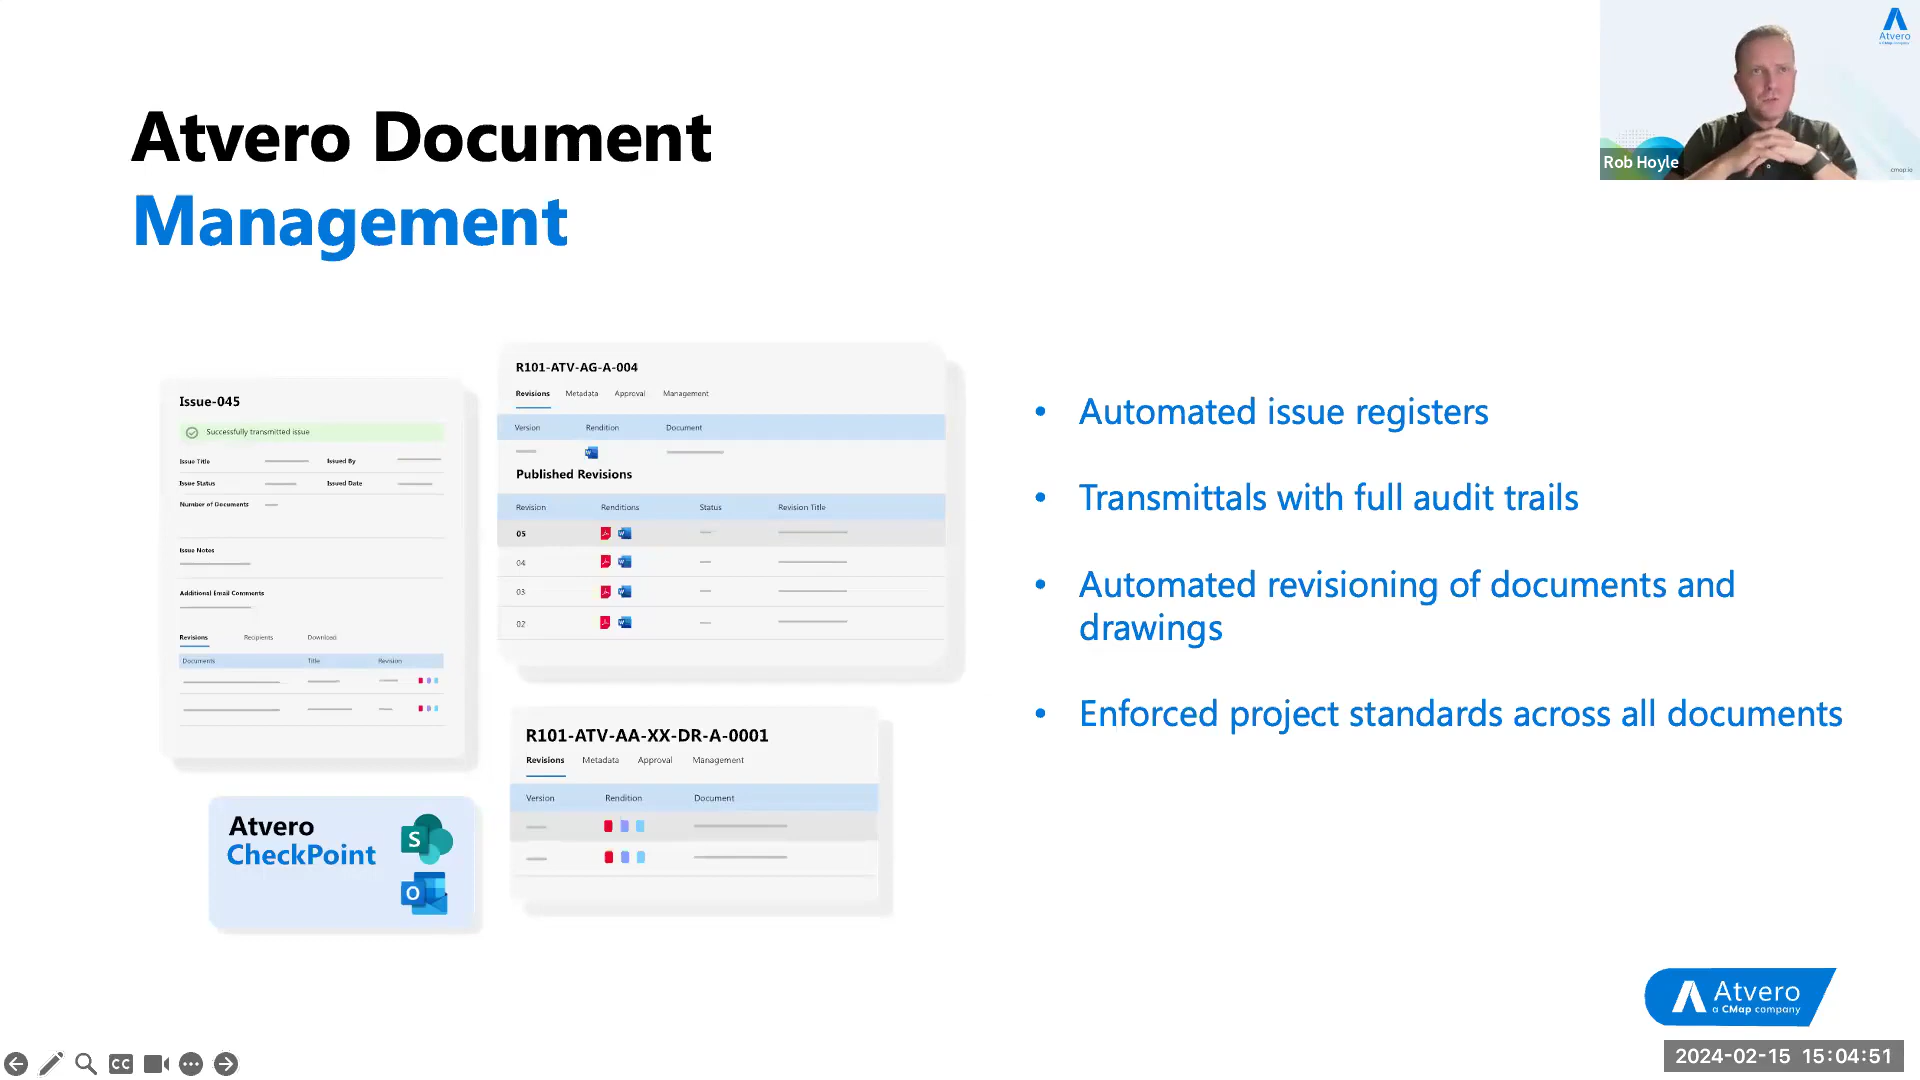 Atvero Document
Management
Atvero
a CMap company
Rob Hoyle
cmap.io
Issue-045
Successfully transmitted issue
Issue Title
Issued By
Issue Status
Issued Date
Number of Documents
Issue Notes
Additional Email Comments
Revisions Recipients Download
Documents Title Revision
R101-ATV-AG-A-004
Revisions Metadata Approval Management
Version Rendition Document
Published Revisions
Revision Renditions Status Revision Title
05
04
03
02
R101-ATV-AA-XX-DR-A-0001
Revisions Metadata Approval Management
Version Rendition Document
Atvero
CheckPoint
S
O
• Automated issue registers
• Transmittals with full audit trails
• Automated revisioning of documents and
drawings
• Enforced project standards across all documents
Atvero
a CMap company
CC
2024-02-15 15:04:51